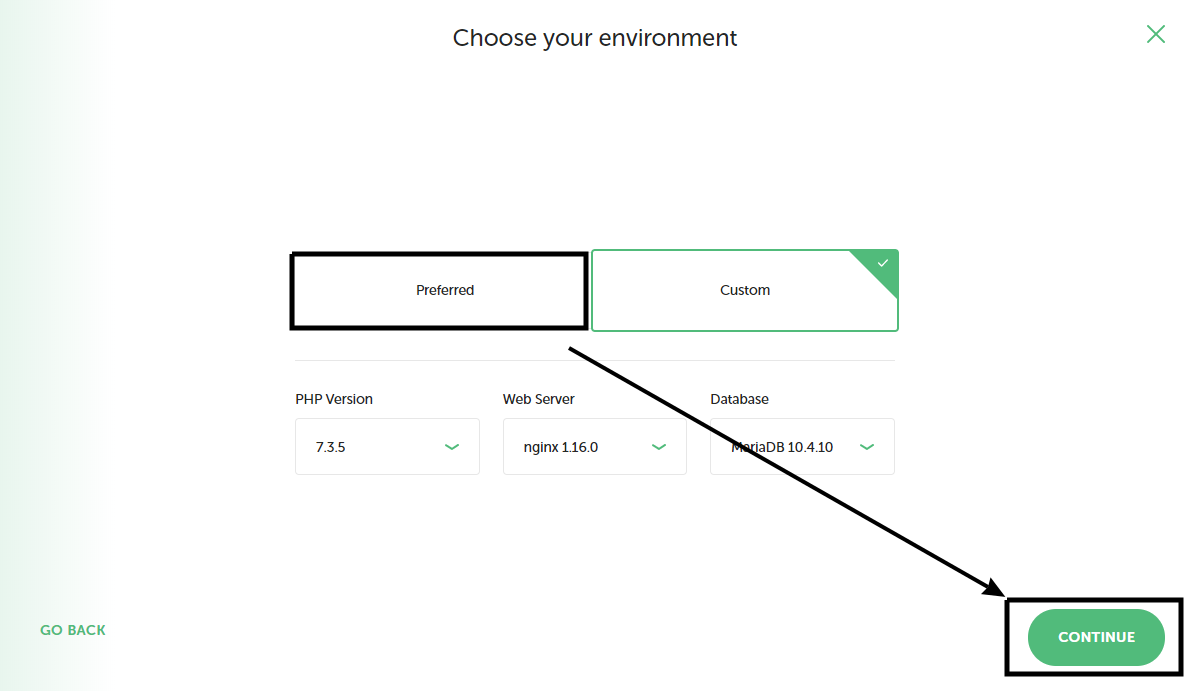 Choose your environment
Preferred
Custom
PHP Version
Web Server
Database
7.3.5
nginx 1.16.0
MariaDB 10.4.10
GO BACK
CONTINUE